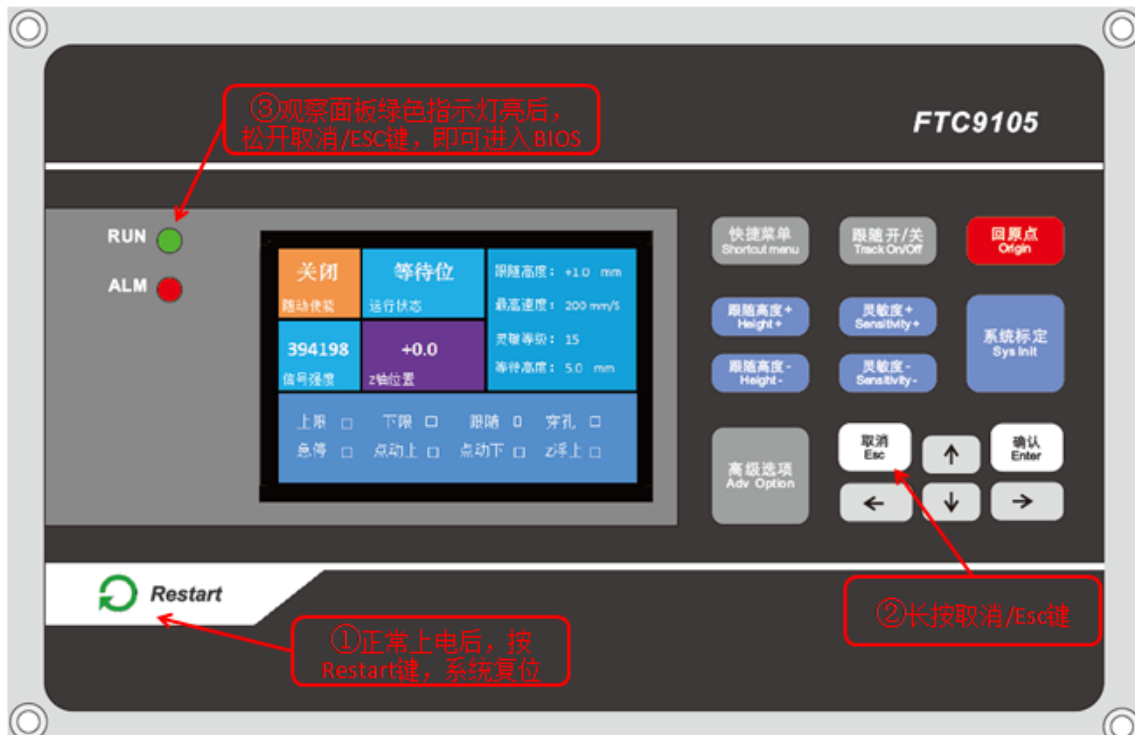 ③观察面板绿色指示灯亮后，
松开取消/ESC键，即可进入BIOS
FTC9105
RUN
ALM
关闭
随动使能
等待位
运行状态
跟随高度： +1.0 mm
最高速度： 200 mm/S
灵敏等级： 15
等待高度： 5.0 mm
394198
信号强度
+0.0
z轴位置
上限 □ 下限 □ 跟随 □ 穿孔 □
急停 □ 点动上 □ 点动下 □ z浮上 □
快捷菜单
Shortcut menu
跟随开/关
Track On/Off
回原点
Origin
跟随高度+
Height+
灵敏度+
Sensitivity+
系统标定
Sys Init
跟随高度-
Height-
灵敏度-
Sensitivity-
高级选项
Adv Option
取消
Esc
↑
确认
Enter
←
↓
→
Restart
①正常上电后，按
Restart键，系统复位
②长按取消/Esc键